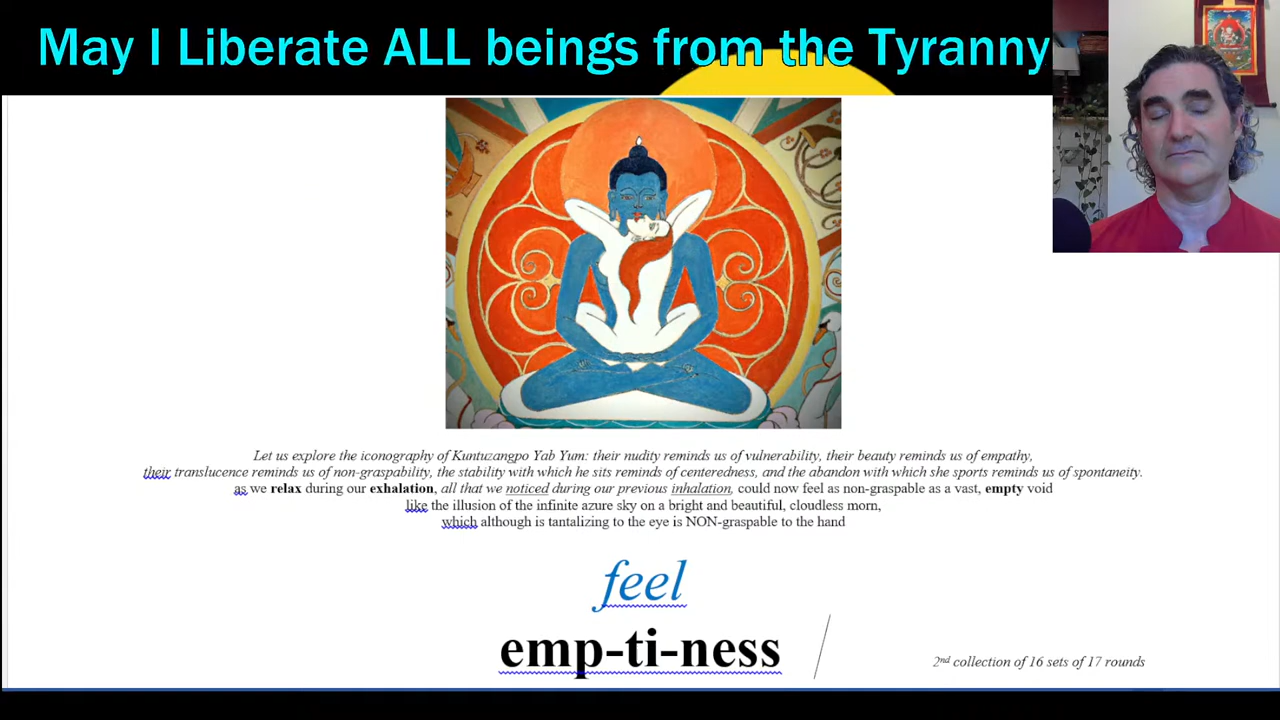 May I Liberate ALL beings from the Tyranny
Let us explore the iconography of Kuntuzangpo Yab Yum: their nudity reminds us of vulnerability, their beauty reminds us of empathy,
their translucence reminds us of non-graspability, the stability with which he sits reminds of centeredness, and the abandon with which she sports reminds us of spontaneity.
as we relax during our exhalation, all that we noticed during our previous inhalation, could now feel as non-graspable as a vast, empty void
like the illusion of the infinite azure sky on a bright and beautiful, cloudless morn,
which although is tantalizing to the eye is NON-graspable to the hand
feel
emp-ti-ness /
2nd collection of 16 sets of 17 rounds